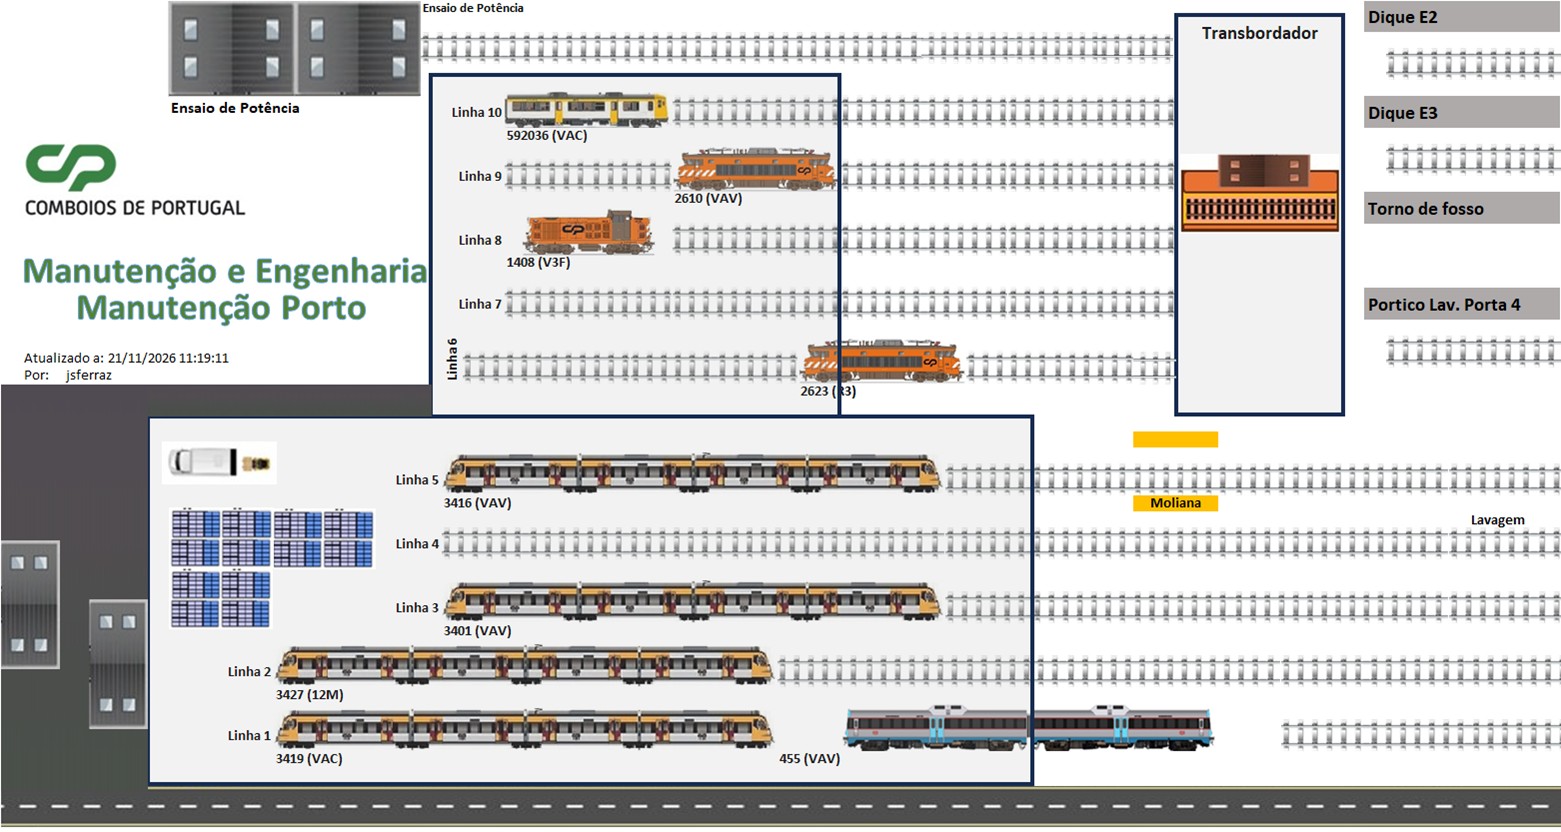 Ensaio de Potência
Transbordador
Dique E2
Ensaio de Potência
Linha 10
592036 (VAC)
Dique E3
CP
COMBOIOS DE PORTUGAL
Linha 9
2610 (VAV)
Torno de fosso
Linha 8
1408 (V3F)
Manutenção e Engenharia
Manutenção Porto
Linha 7
Portico Lav. Porta 4
Atualizado a: 21/11/2026 11:19:11
Por: jsferraz
Linha 6
2623 (R3)
Linha 5
3416 (VAV)
Moliana
Lavagem
Linha 4
Linha 3
3401 (VAV)
Linha 2
3427 (12M)
Linha 1
3419 (VAC)
455 (VAV)